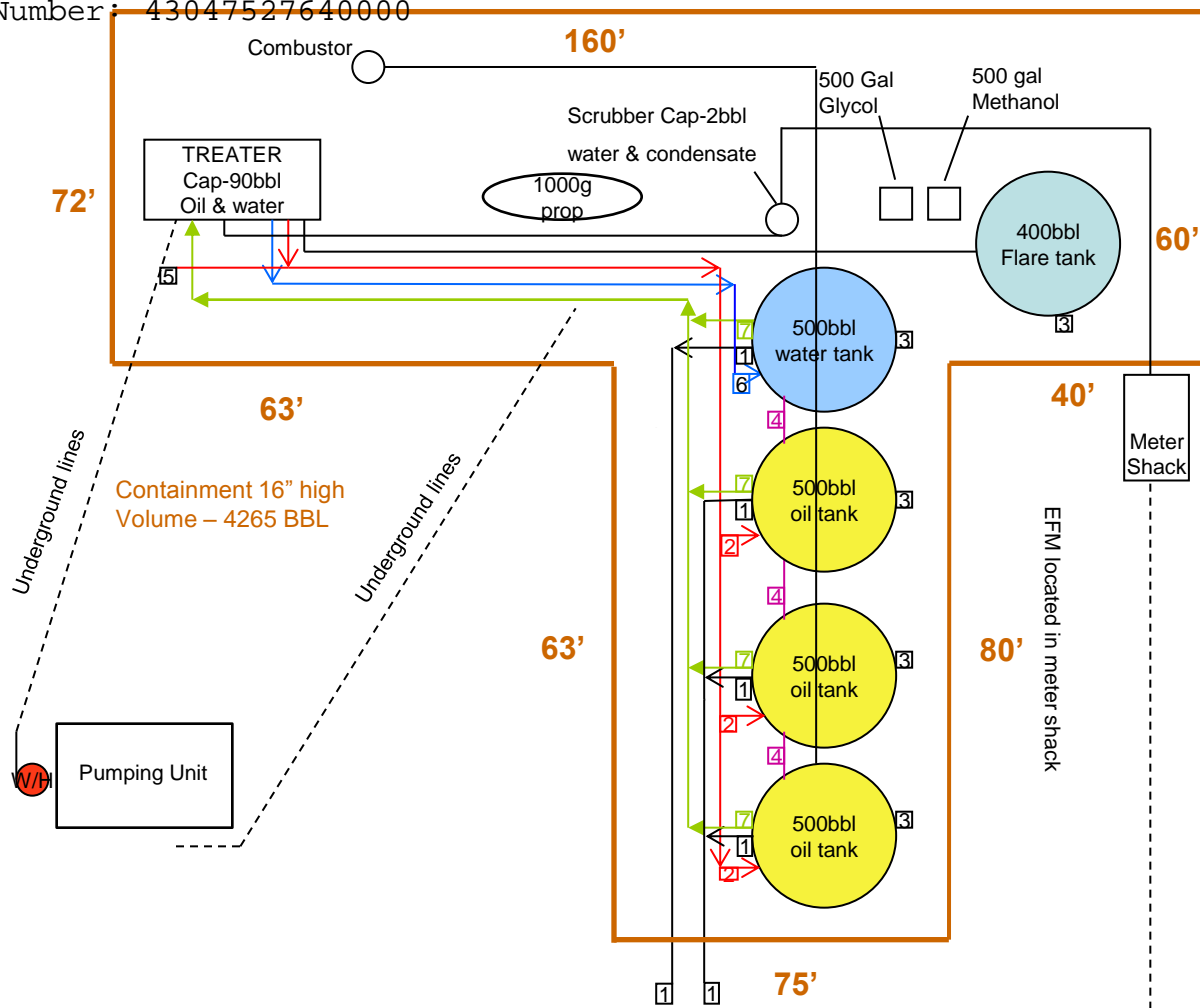 Number: 43047527640000
160’
Combustor
500 Gal
Glycol
500 gal
Methanol
Scrubber Cap-2bbl
water & condensate
TREATER
Cap-90bbl
Oil & water
72’
1000g
prop
400bbl
Flare tank
60’
5
3
500bbl
water tank
7
1
6
3
63’
40’
4
Meter
Shack
Underground lines
Containment 16” high
Volume – 4265 BBL
Underground lines
500bbl
oil tank
7
1
2
3
EFM located in meter shack
4
63’
80’
500bbl
oil tank
7
1
2
3
4
W/H
Pumping Unit
500bbl
oil tank
7
1
2
3
75’
1
1